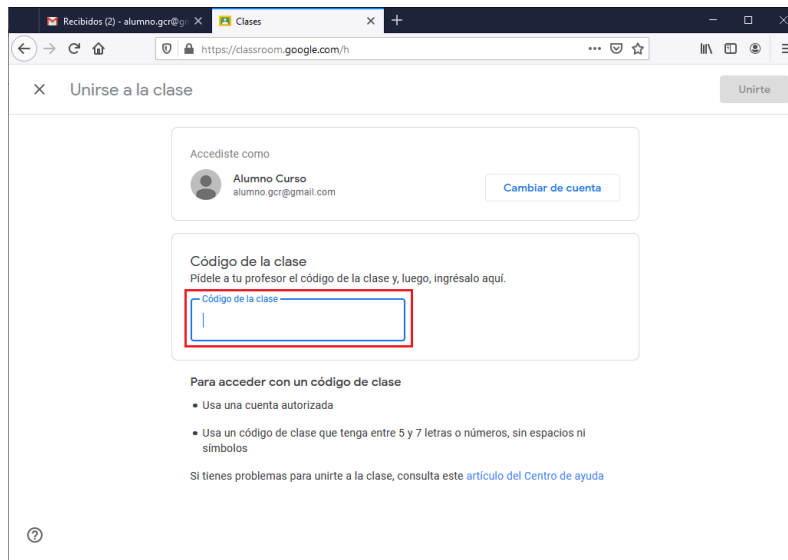 Recibidos (2) - alumno.gcr@g
Clases
https://classroom.google.com/h
Unirse a la clase
Unirte
Accediste como
Alumno Curso
alumno.gcr@gmail.com
Cambiar de cuenta
Código de la clase
Pídele a tu profesor el código de la clase y, luego, ingrésalo aquí.
Código de la clase
Para acceder con un código de clase
• Usa una cuenta autorizada
• Usa un código de clase que tenga entre 5 y 7 letras o números, sin espacios ni
símbolos
Si tienes problemas para unirte a la clase, consulta este artículo del Centro de ayuda